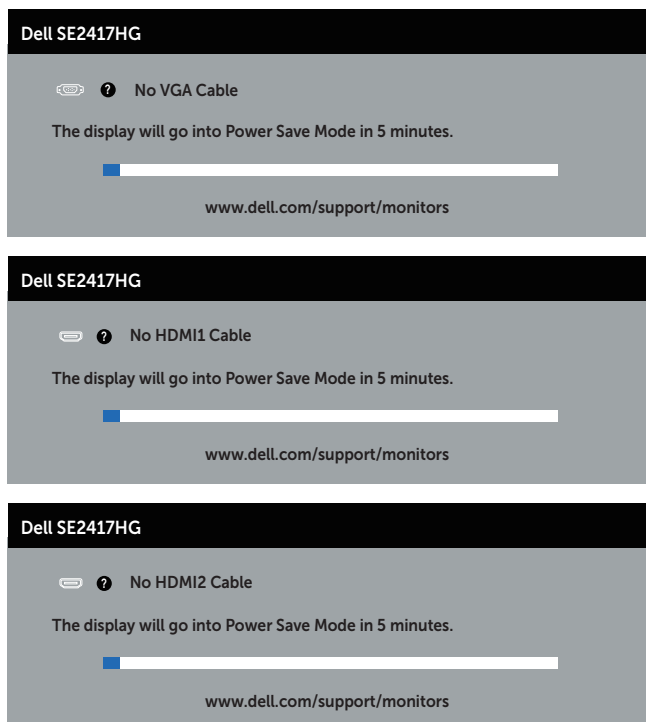 Dell SE2417HG
? No VGA Cable
The display will go into Power Save Mode in 5 minutes.
www.dell.com/support/monitors
Dell SE2417HG
? No HDMI1 Cable
The display will go into Power Save Mode in 5 minutes.
www.dell.com/support/monitors
Dell SE2417HG
? No HDMI2 Cable
The display will go into Power Save Mode in 5 minutes.
www.dell.com/support/monitors